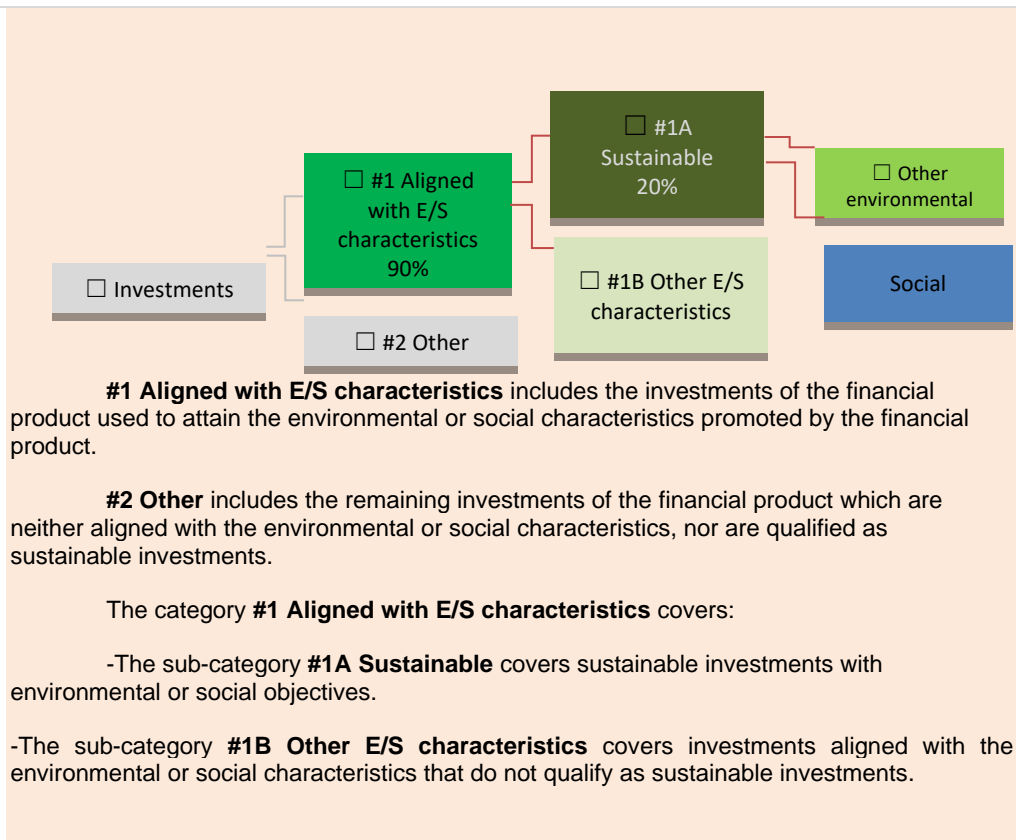 ☐ #1A
Sustainable
20%
☐ #1 Aligned
with E/S
characteristics
90%
☐ Other
environmental
☐ Investments
☐ #1B Other E/S
characteristics
Social
☐ #2 Other
#1 Aligned with E/S characteristics includes the investments of the financial
product used to attain the environmental or social characteristics promoted by the financial
product.
#2 Other includes the remaining investments of the financial product which are
neither aligned with the environmental or social characteristics, nor are qualified as
sustainable investments.
The category #1 Aligned with E/S characteristics covers:
-The sub-category #1A Sustainable covers sustainable investments with
environmental or social objectives.
-The sub-category #1B Other E/S characteristics covers investments aligned with the
environmental or social characteristics that do not qualify as sustainable investments.